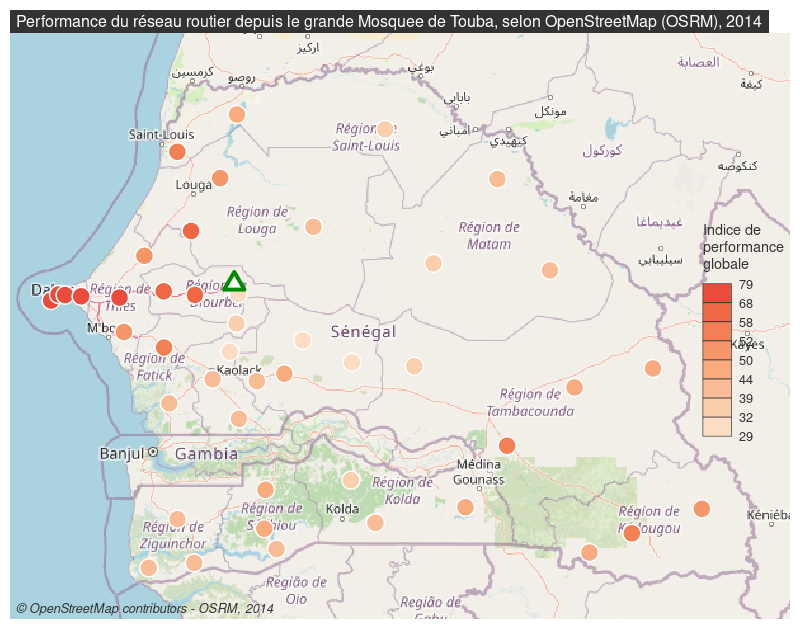 Performance du réseau routier depuis le grande Mosquee de Touba, selon OpenStreetMap (OSRM), 2014
اركيز
كرمسين
روصو
بوغي
العصابة
كيفة
بابابي
مونكل
Saint-Louis
Région de
Saint-Louis
امباني
كيهيدي
كوركول
كنكوصه
Louga
مقامة
Région de
Louga
Région de
Matam
غيديماغا
سيليبابي
Indice de
performance
globale
79
68
58
52
50
44
39
32
29
Région de
Thiès
Région de
Diourbel
M'bo
Sénégal
Kayes
Région de
Fatick
Kaolack
Région de
Tambacounda
Banjul
Gambia
Médina
Gounass
Région de
Kolda
Kolda
Région de
Sédhiou
Région de
Ziguinchor
Région de
Kédougou
Kéniéba
Região de
Oio
Região de
Gabu
© OpenStreetMap contributors - OSRM, 2014